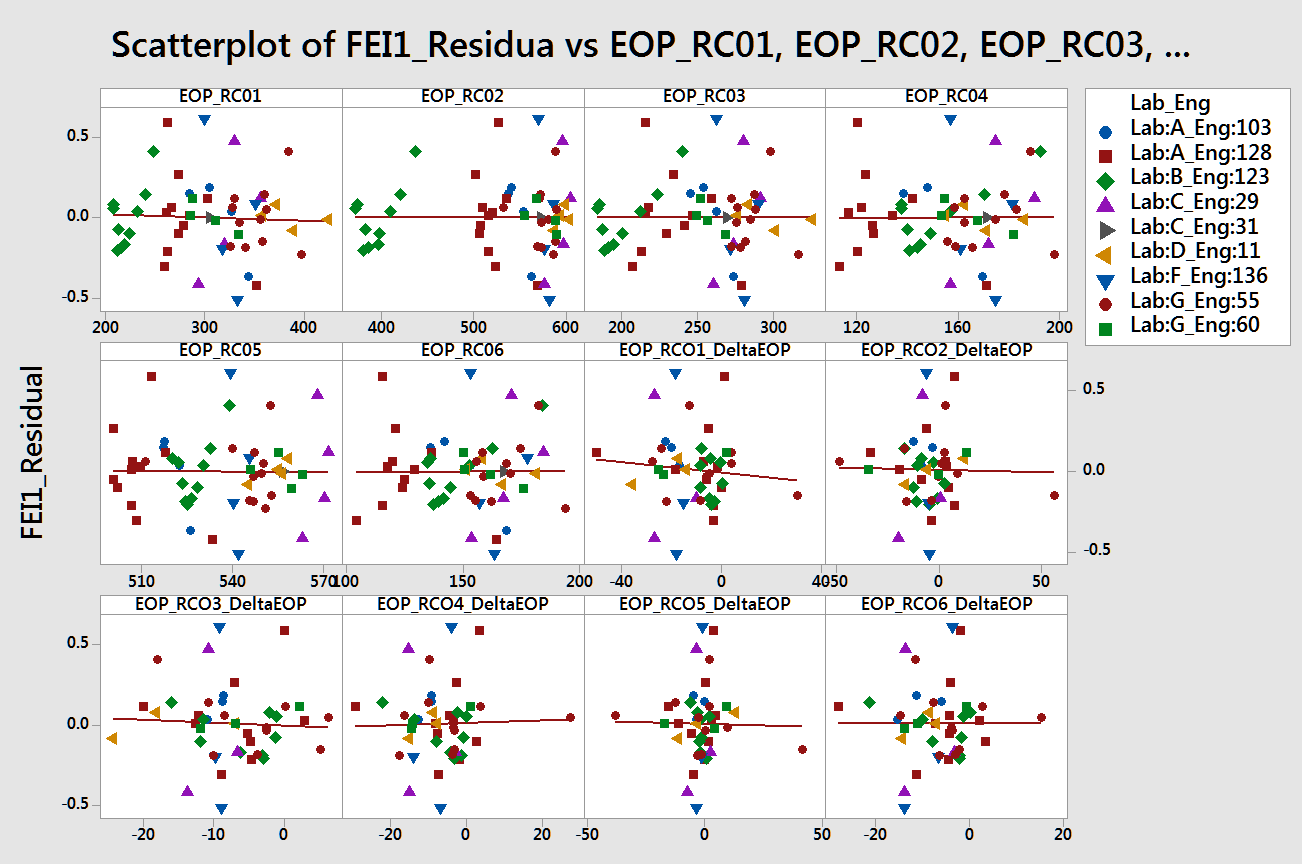 Scatterplot of FEI1_Residua vs EOP_RC01, EOP_RC02, EOP_RC03, ...
EOP_RC01 EOP_RC02 EOP_RC03 EOP_RC04
0.5
0.0
-0.5
200 300 400 400 500 600 200 250 300 120 160 200
Lab_Eng
Lab:A_Eng:103
Lab:A_Eng:128
Lab:B_Eng:123
Lab:C_Eng:29
Lab:C_Eng:31
Lab:D_Eng:11
Lab:F_Eng:136
Lab:G_Eng:55
Lab:G_Eng:60
FEI1_Residual
EOP_RC05 EOP_RC06 EOP_RCO1_DeltaEOP EOP_RCO2_DeltaEOP
0.5
0.0
-0.5
510 540 570 100 150 200 -40 0 40 -50 0 50
EOP_RCO3_DeltaEOP EOP_RCO4_DeltaEOP EOP_RCO5_DeltaEOP EOP_RCO6_DeltaEOP
0.5
0.0
-0.5
-20 -10 0 -20 0 20 -50 0 50 -20 0 20